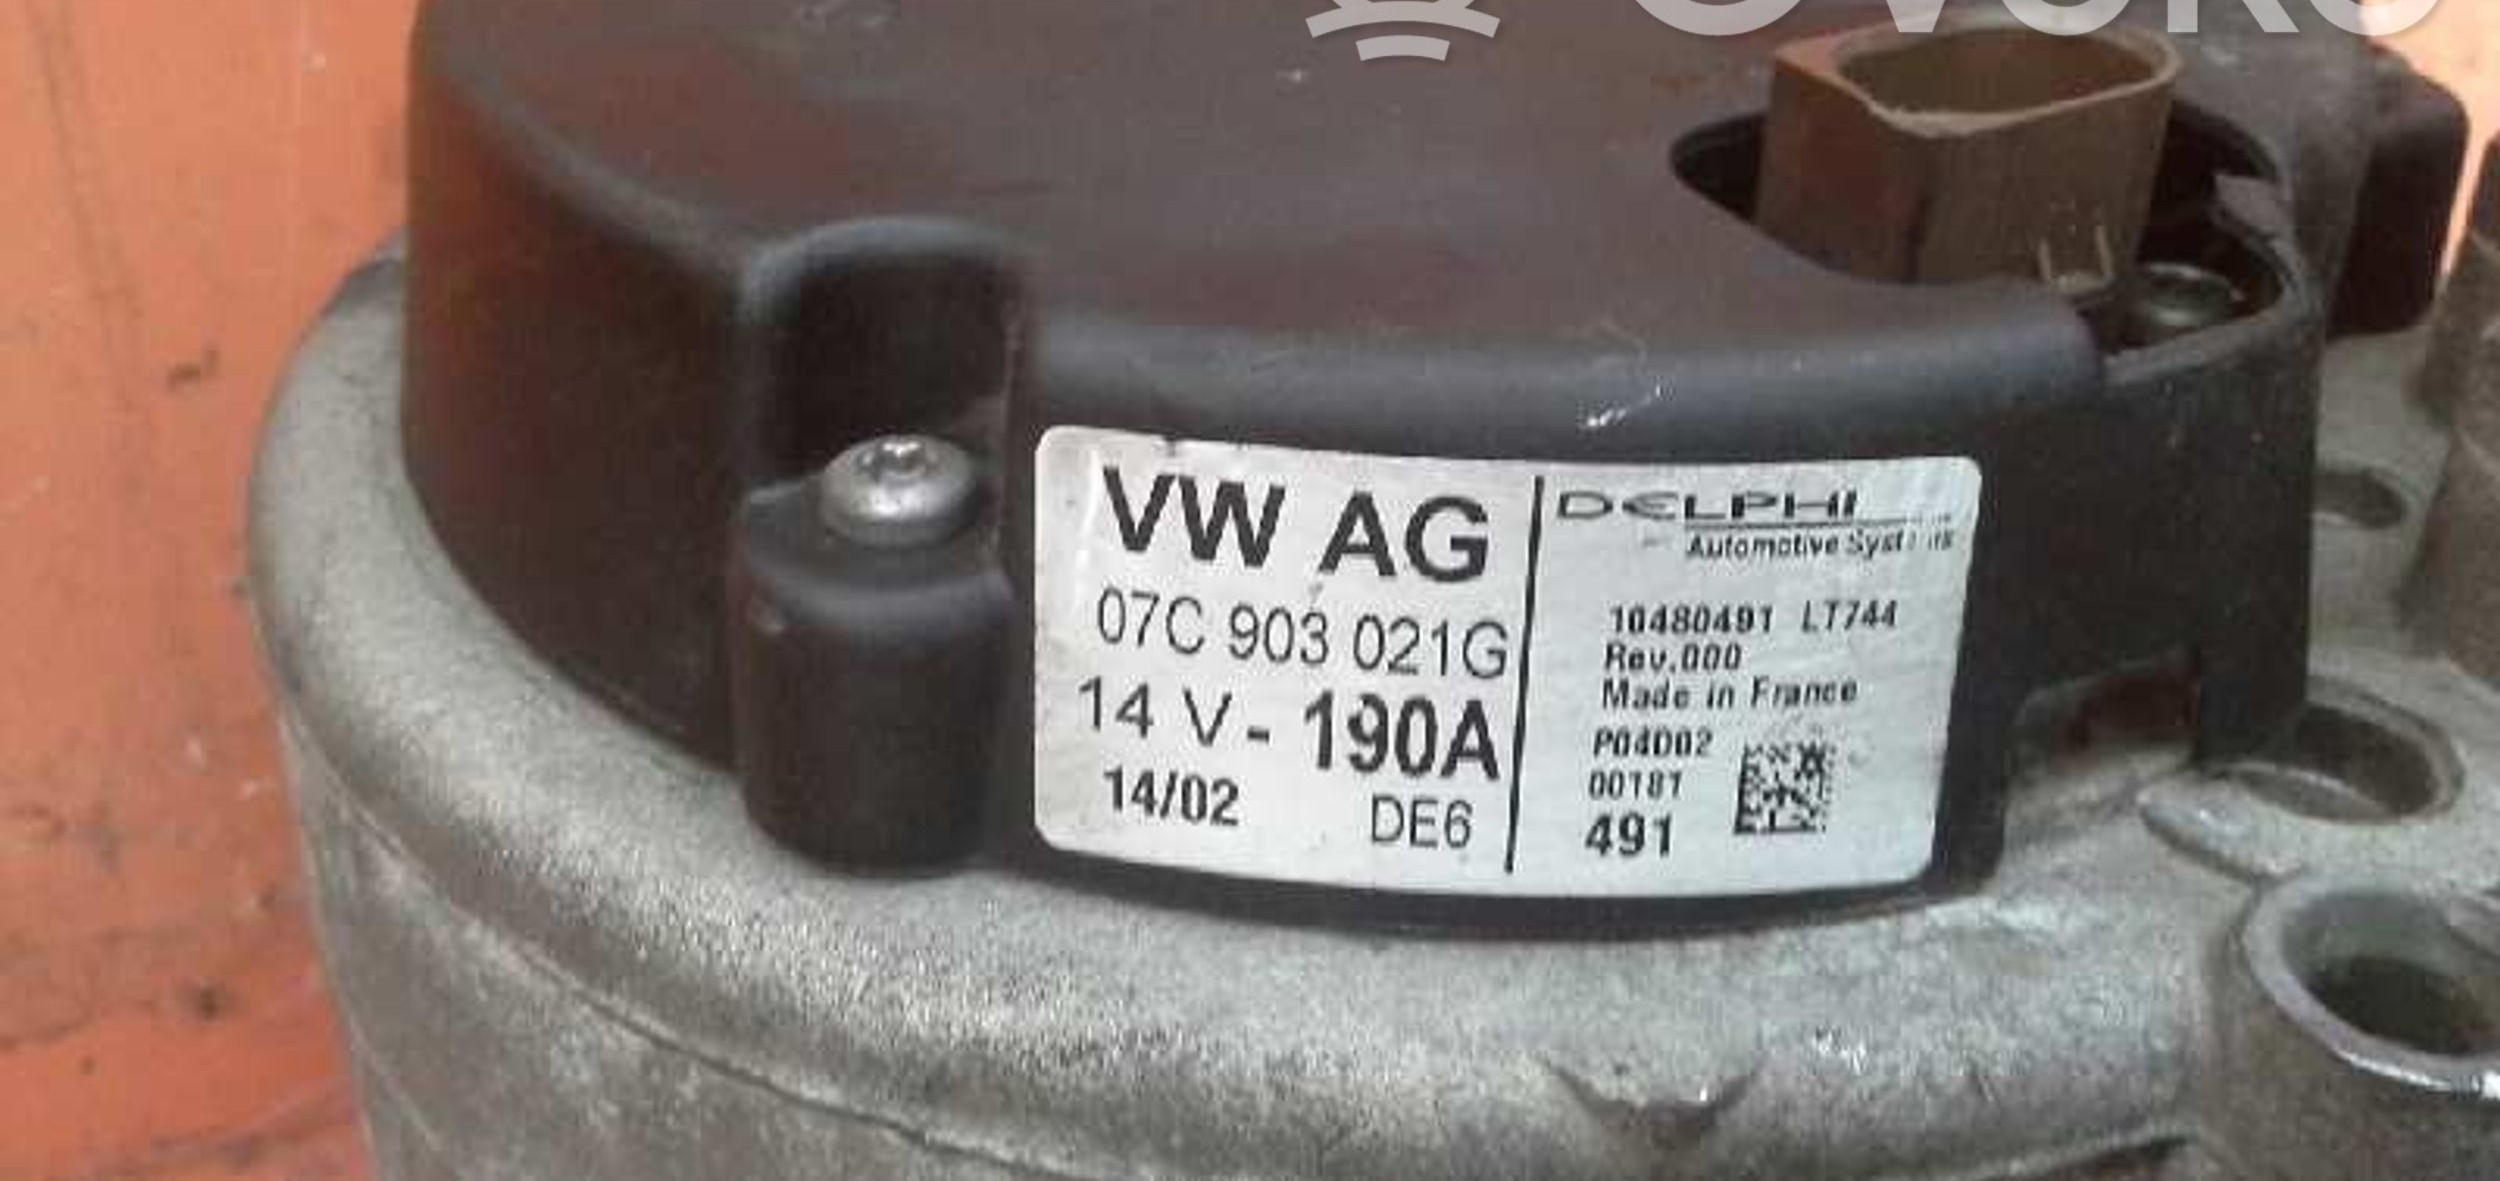 VW AG
07C 903 021G
14 V - 190A
14/02 DE6
DELPHI
Automotive Systems
10480491 LT744
Rev.000
Made in France
P04D02
00181
491